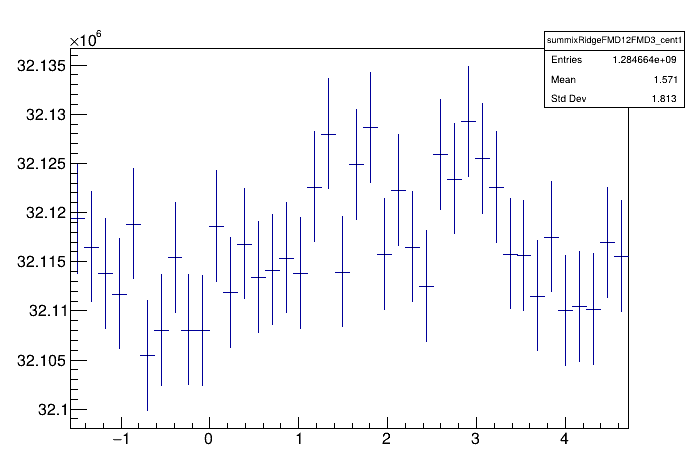 ×10⁶
summixRidgeFMD12FMD3_cent1
Entries 1.284664e+09
Mean 1.571
Std Dev 1.813
32.135
32.13
32.125
32.12
32.115
32.11
32.105
32.1
−1 0 1 2 3 4